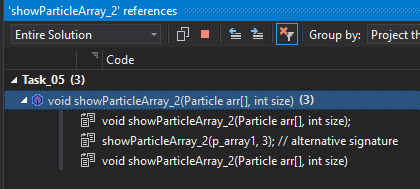 'showParticleArray_2' references
Entire Solution
Group by: Project th
Code
Task_05 (3)
void showParticleArray_2(Particle arr[], int size) (3)
void showParticleArray_2(Particle arr[], int size);
showParticleArray_2(p_array1, 3); // alternative signature
void showParticleArray_2(Particle arr[], int size)